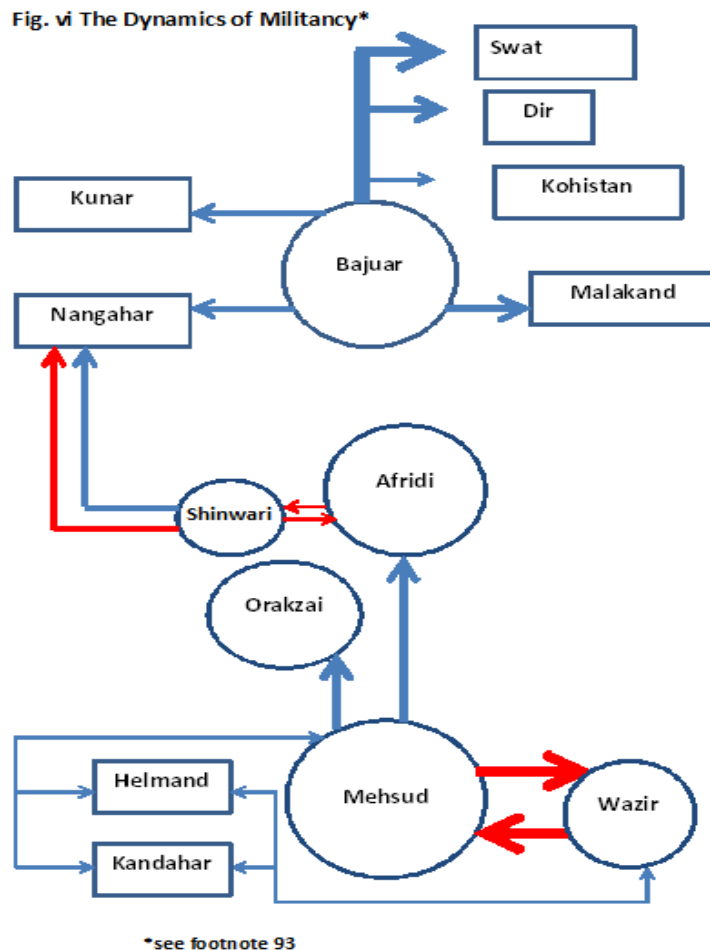 Fig. vi The Dynamics of Militancy*
Swat
Dir
Kohistan
Kunar
Bajuar
Malakand
Nangahar
Afridi
Shinwari
Orakzai
Helmand
Mehsud
Wazir
Kandahar
*see footnote 93